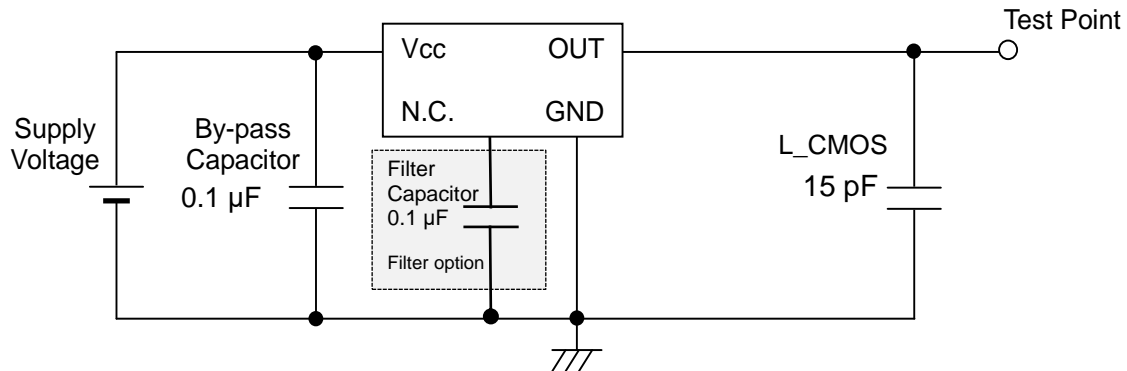 Test Point
Vcc OUT
N.C. GND
Supply
Voltage
By-pass
Capacitor
0.1 µF
Filter
Capacitor
0.1 µF
Filter option
L_CMOS
15 pF